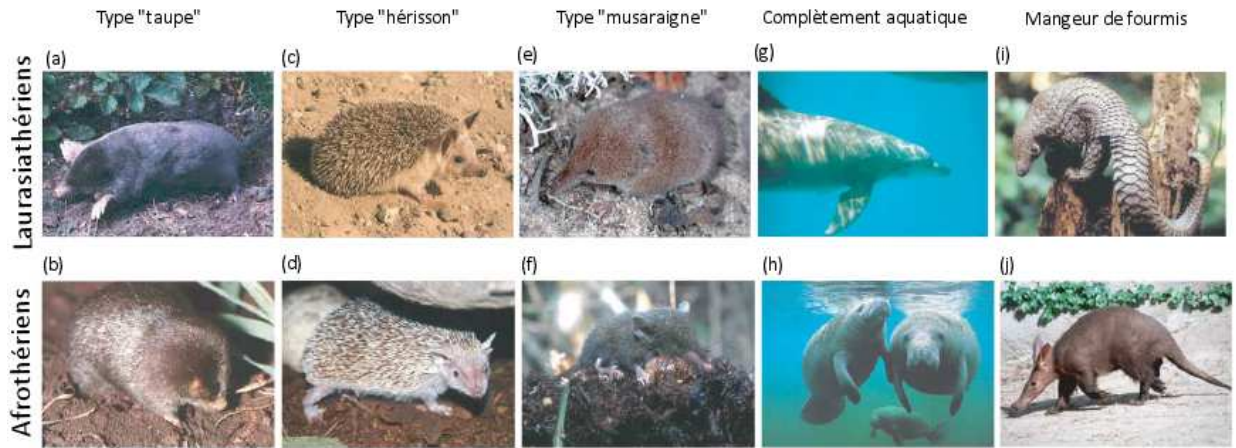 Type "taupe"
Type "hérisson"
Type "musaraigne"
Complètement aquatique
Mangeur de fourmis
Laurasiathériens
(a)
(c)
(e)
(g)
(i)
Afrothériens
(b)
(d)
(f)
(h)
(j)